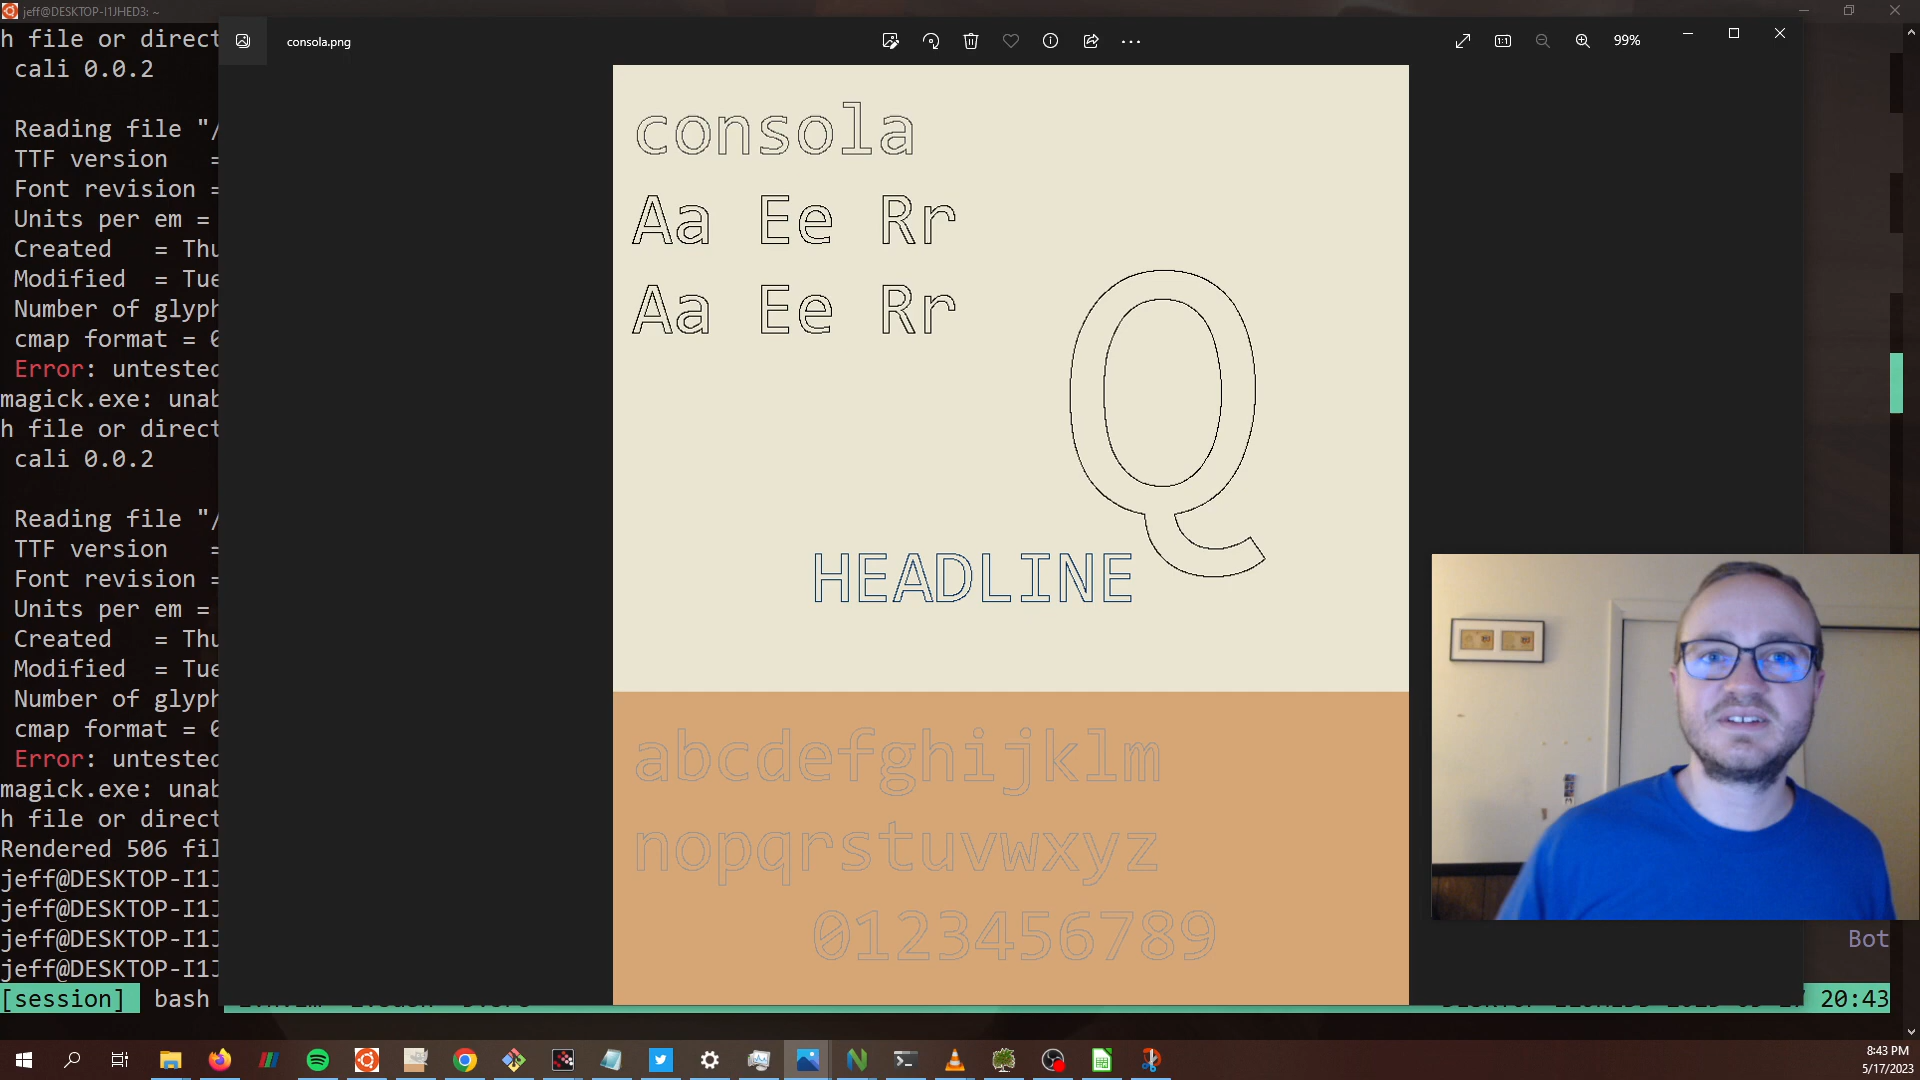 jeff@DESKTOP-I1JHED3: ~
consola.png
99%
h file or direct
cali 0.0.2
Reading file "/
TTF version =
Font revision =
Units per em =
Created = Thu
Modified = Tue
Number of glyph
cmap format = 0
Error: untested
magick.exe: unab
h file or direct
cali 0.0.2
Reading file "/
TTF version =
Font revision =
Units per em =
Created = Thu
Modified = Tue
Number of glyph
cmap format = 0
Error: untested
magick.exe: unab
h file or direct
Rendered 506 fil
jeff@DESKTOP-I1J
jeff@DESKTOP-I1J
jeff@DESKTOP-I1J
jeff@DESKTOP-I1J
[session] bash
consola
Aa Ee Rr
Aa Ee Rr
Q
HEADLINE
abcdefghijklm
nopqrstuvwxyz
0123456789
Bot
20:43
8:43 PM
5/17/2023